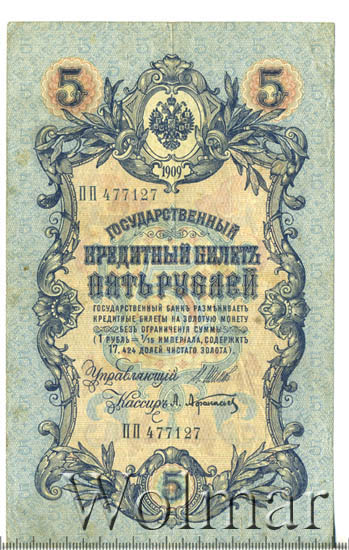 5 5
1909
ПП 477127
ГОСУДАРСТВЕННЫЙ
КРЕДИТНЫЙ БИЛЕТЪ
ПЯТЬ РУБЛЕЙ
ГОСУДАРСТВЕННЫЙ БАНКЪ РАЗМѢНИВАЕТЪ
КРЕДИТНЫЕ БИЛЕТЫ НА ЗОЛОТУЮ МОНЕТУ
БЕЗЪ ОГРАНИЧЕНІЯ СУММЫ
(1 РУБЛЬ = 1/15 ИМПЕРІАЛА, СОДЕРЖИТЪ
17,424 ДОЛЕЙ ЧИСТАГО ЗОЛОТА).
Управляющій
Кассиръ
ПП 477127
5
Wolmar